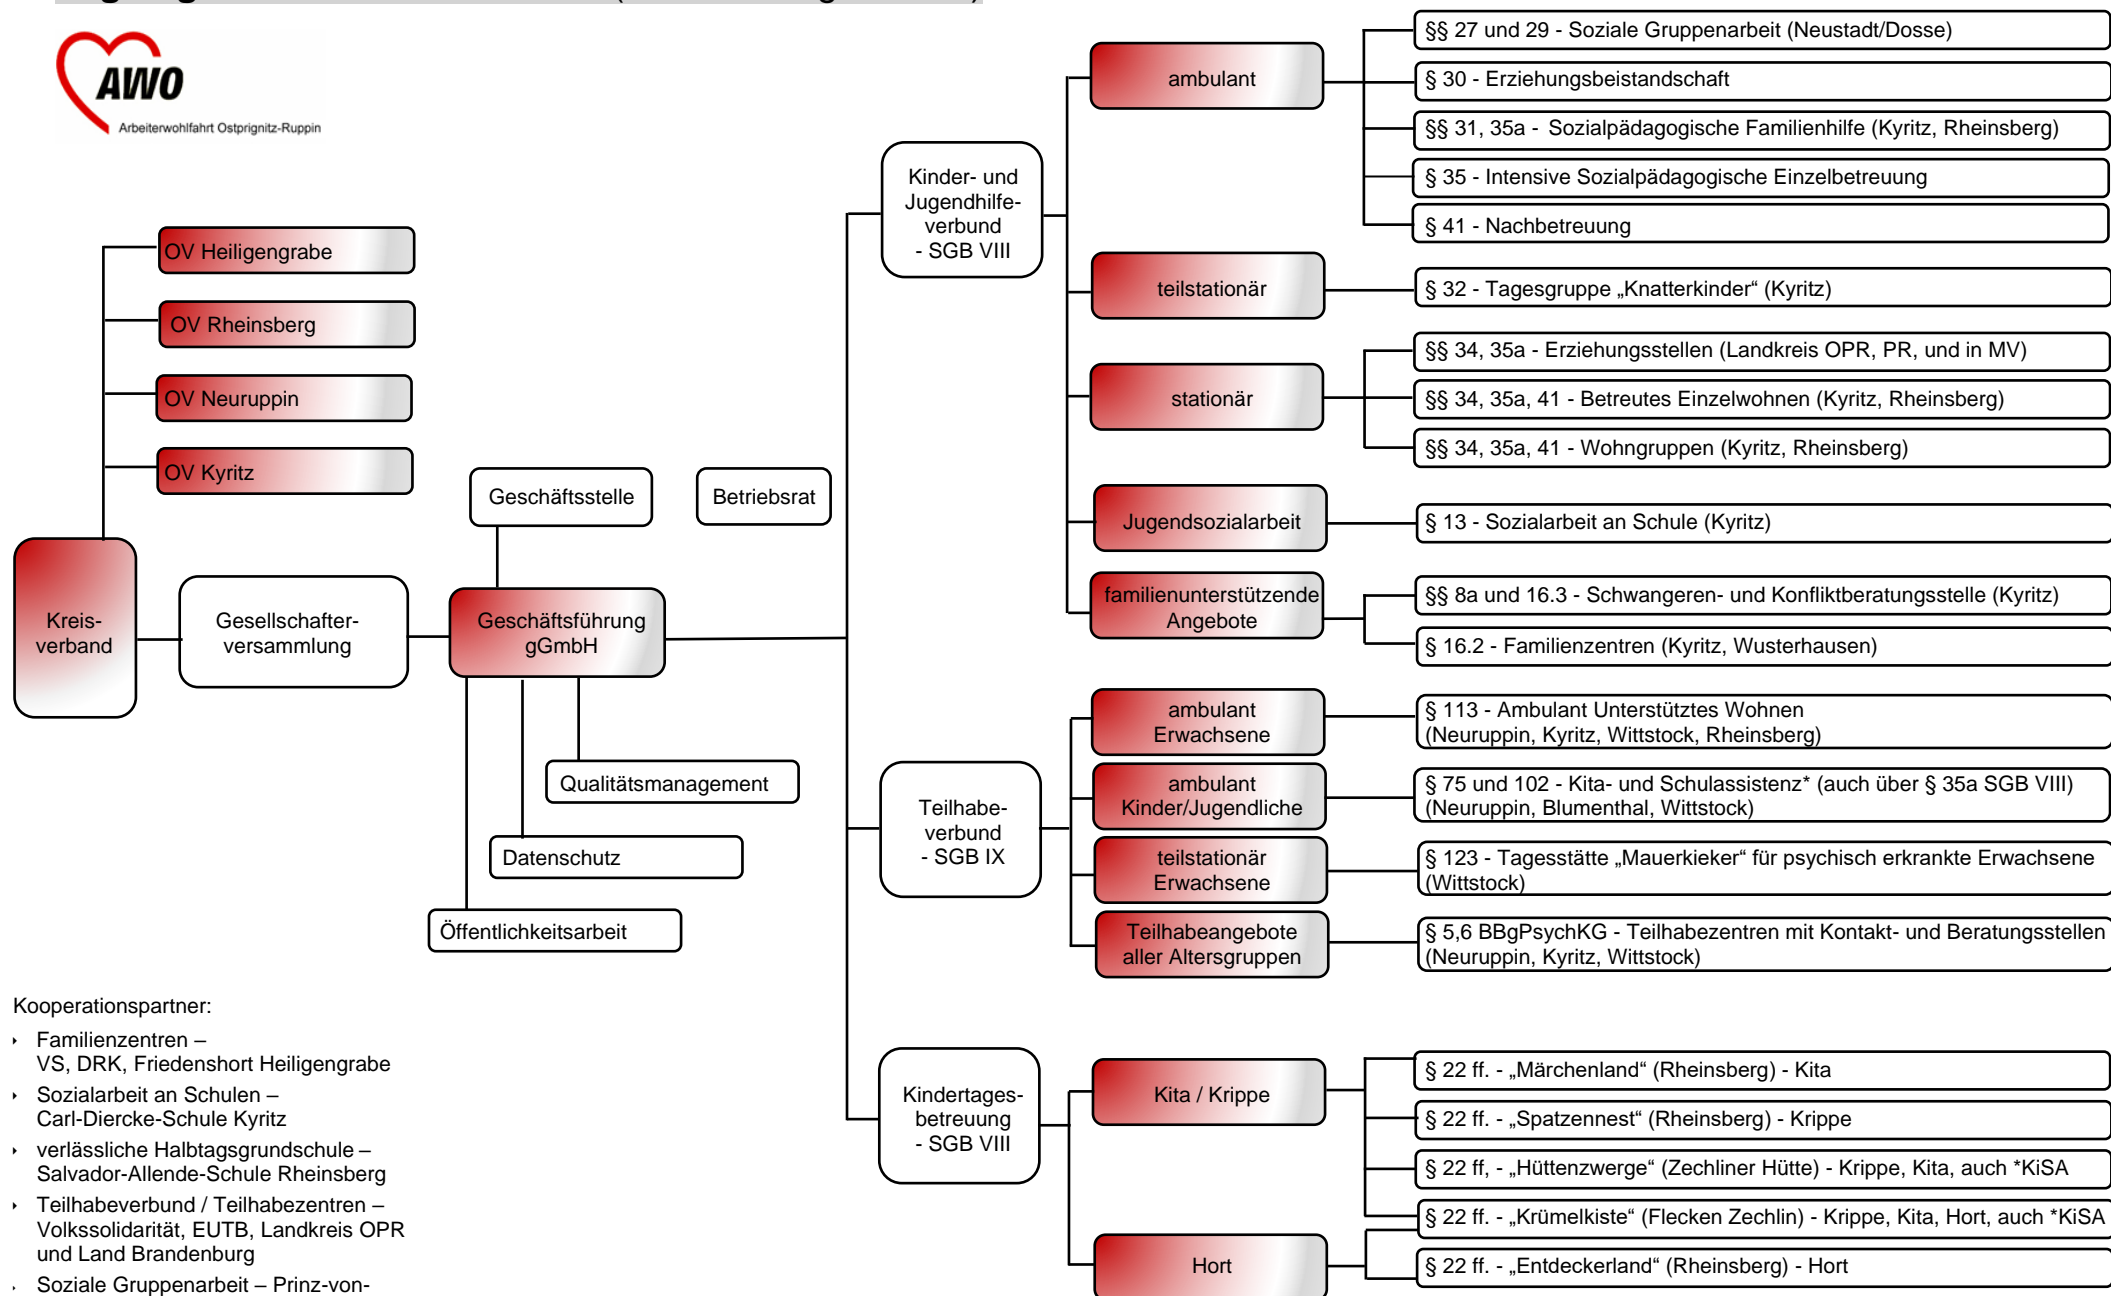 AWO
Arbeiterwohlfahrt Ostprignitz-Ruppin
OV Heiligengrabe
OV Rheinsberg
OV Neuruppin
OV Kyritz
Kreis-
verband
Gesellschafter-
versammlung
Geschäftsstelle
Betriebsrat
Geschäftsführung
gGmbH
Qualitätsmanagement
Datenschutz
Öffentlichkeitsarbeit
Kinder- und
Jugendhilfe-
verbund
- SGB VIII
ambulant
§§ 27 und 29 - Soziale Gruppenarbeit (Neustadt/Dosse)
§ 30 - Erziehungsbeistandschaft
§§ 31, 35a - Sozialpädagogische Familienhilfe (Kyritz, Rheinsberg)
§ 35 - Intensive Sozialpädagogische Einzelbetreuung
§ 41 - Nachbetreuung
teilstationär
§ 32 - Tagesgruppe „Knatterkinder“ (Kyritz)
stationär
§§ 34, 35a - Erziehungsstellen (Landkreis OPR, PR, und in MV)
§§ 34, 35a, 41 - Betreutes Einzelwohnen (Kyritz, Rheinsberg)
§§ 34, 35a, 41 - Wohngruppen (Kyritz, Rheinsberg)
Jugendsozialarbeit
§ 13 - Sozialarbeit an Schule (Kyritz)
familienunterstützende
Angebote
§§ 8a und 16.3 - Schwangeren- und Konfliktberatungsstelle (Kyritz)
§ 16.2 - Familienzentren (Kyritz, Wusterhausen)
Teilhabe-
verbund
- SGB IX
ambulant
Erwachsene
§ 113 - Ambulant Unterstütztes Wohnen
(Neuruppin, Kyritz, Wittstock, Rheinsberg)
ambulant
Kinder/Jugendliche
§ 75 und 102 - Kita- und Schulassistenz* (auch über § 35a SGB VIII)
(Neuruppin, Blumenthal, Wittstock)
teilstationär
Erwachsene
§ 123 - Tagesstätte „Mauerkieker“ für psychisch erkrankte Erwachsene
(Wittstock)
Teilhabeangebote
aller Altersgruppen
§ 5,6 BBgPsychKG - Teilhabezentren mit Kontakt- und Beratungsstellen
(Neuruppin, Kyritz, Wittstock)
Kindertages-
betreuung
- SGB VIII
Kita / Krippe
§ 22 ff. - „Märchenland“ (Rheinsberg) - Kita
§ 22 ff. - „Spatzennest“ (Rheinsberg) - Krippe
§ 22 ff, - „Hüttenzwerge“ (Zechliner Hütte) - Krippe, Kita, auch *KiSA
§ 22 ff. - „Krümelkiste“ (Flecken Zechlin) - Krippe, Kita, Hort, auch *KiSA
Hort
§ 22 ff. - „Entdeckerland“ (Rheinsberg) - Hort
Kooperationspartner:
‣ Familienzentren –
VS, DRK, Friedenshort Heiligengrabe
‣ Sozialarbeit an Schulen –
Carl-Diercke-Schule Kyritz
‣ verlässliche Halbtagsgrundschule –
Salvador-Allende-Schule Rheinsberg
‣ Teilhabeverbund / Teilhabezentren –
Volkssolidarität, EUTB, Landkreis OPR
und Land Brandenburg
‣ Soziale Gruppenarbeit – Prinz-von-